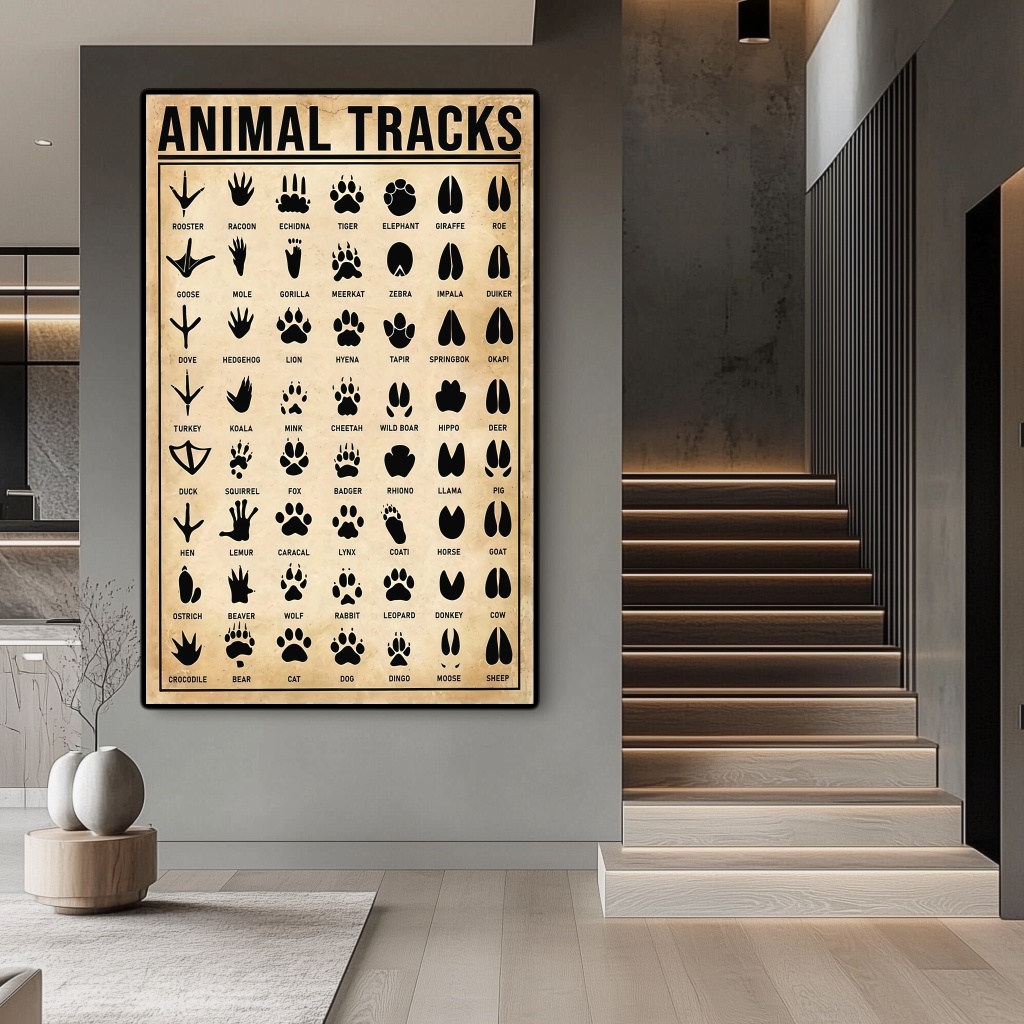 ANIMAL TRACKS
ROOSTER RACOON ECHIDNA TIGER ELEPHANT GIRAFFE ROE
GOOSE MOLE GORILLA MEERKAT ZEBRA IMPALA DUIKER
DOVE HEDGEHOG LION HYENA TAPIR SPRINGBOK OKAPI
TURKEY KOALA MINK CHEETAH WILD BOAR HIPPO DEER
DUCK SQUIRREL FOX BADGER RHIONO LLAMA PIG
HEN LEMUR CARACAL LYNX COATI HORSE GOAT
OSTRICH BEAVER WOLF RABBIT LEOPARD DONKEY COW
CROCODILE BEAR CAT DOG DINGO MOOSE SHEEP